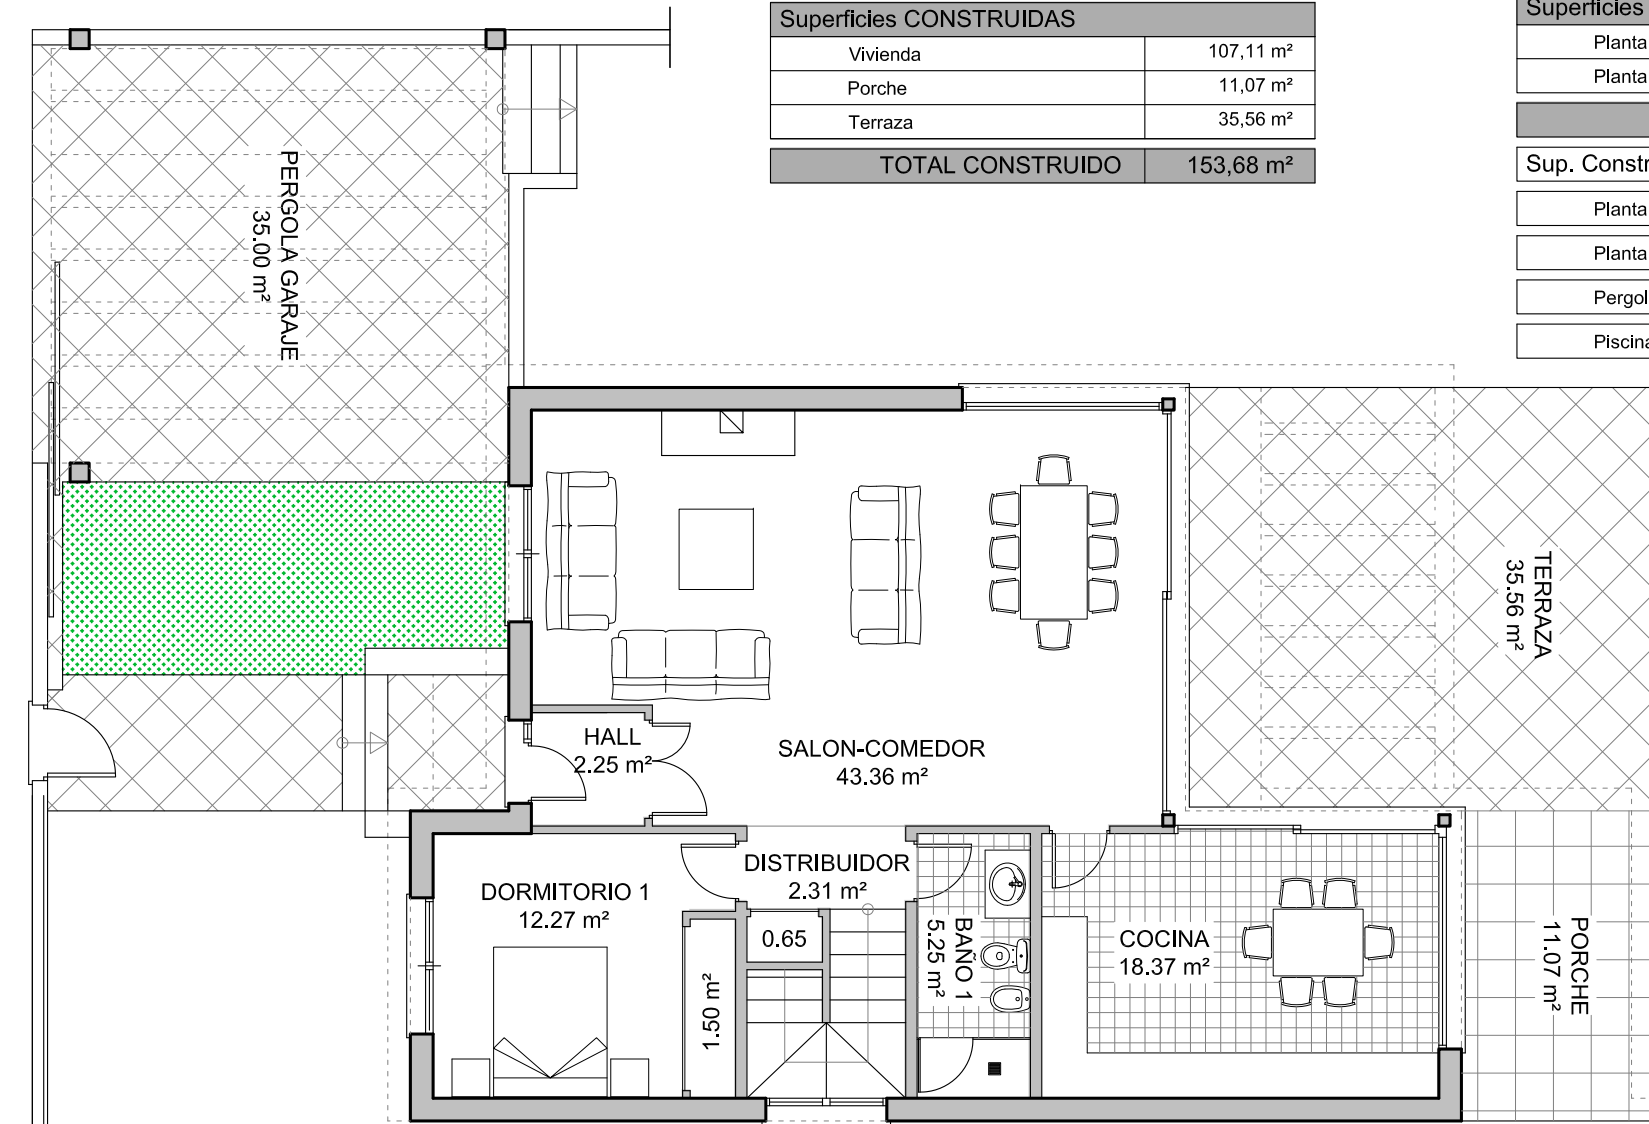 Superficies CONSTRUIDAS
Vivienda 107,11 m²
Porche 11,07 m²
Terraza 35,56 m²
TOTAL CONSTRUIDO 153,68 m²
Superficies
Planta
Planta
Sup. Constr
Planta
Planta
Pergol
Piscina
PERGOLA GARAJE
35.00 m²
TERRAZA
35.56 m²
HALL
2.25 m²
SALON-COMEDOR
43.36 m²
DISTRIBUIDOR
2.31 m²
DORMITORIO 1
12.27 m²
0.65
1.50 m²
BAÑO 1
5.25 m²
COCINA
18.37 m²
PORCHE
11.07 m²